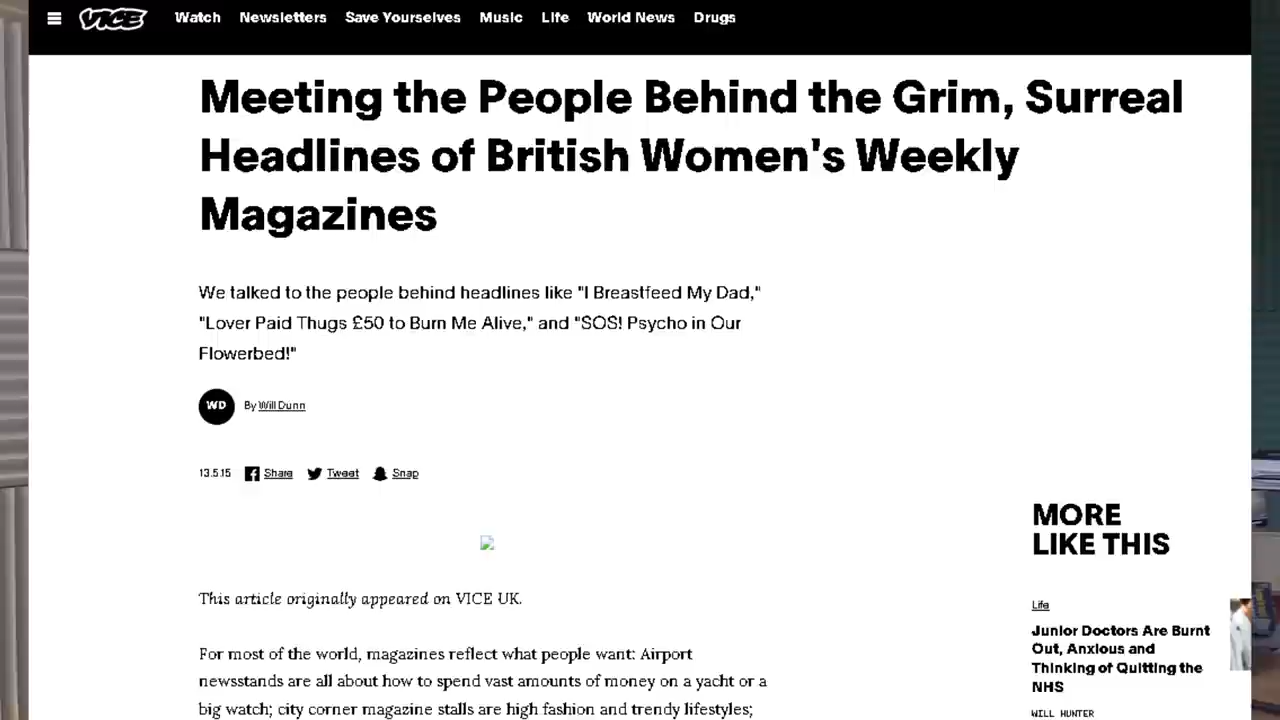 VICE Watch Newsletters Save Yourselves Music Life World News Drugs
Meeting the People Behind the Grim, Surreal
Headlines of British Women's Weekly
Magazines
We talked to the people behind headlines like "I Breastfeed My Dad,"
"Lover Paid Thugs £50 to Burn Me Alive," and "SOS! Psycho in Our
Flowerbed!"
WD By Will Dunn
13.5.15 Share Tweet Snap
MORE
LIKE THIS
This article originally appeared on VICE UK.
For most of the world, magazines reflect what people want: Airport
newsstands are all about how to spend vast amounts of money on a yacht or a
big watch; city corner magazine stalls are high fashion and trendy lifestyles;
Life
Junior Doctors Are Burnt
Out, Anxious and
Thinking of Quitting the
NHS
WILL HUNTER